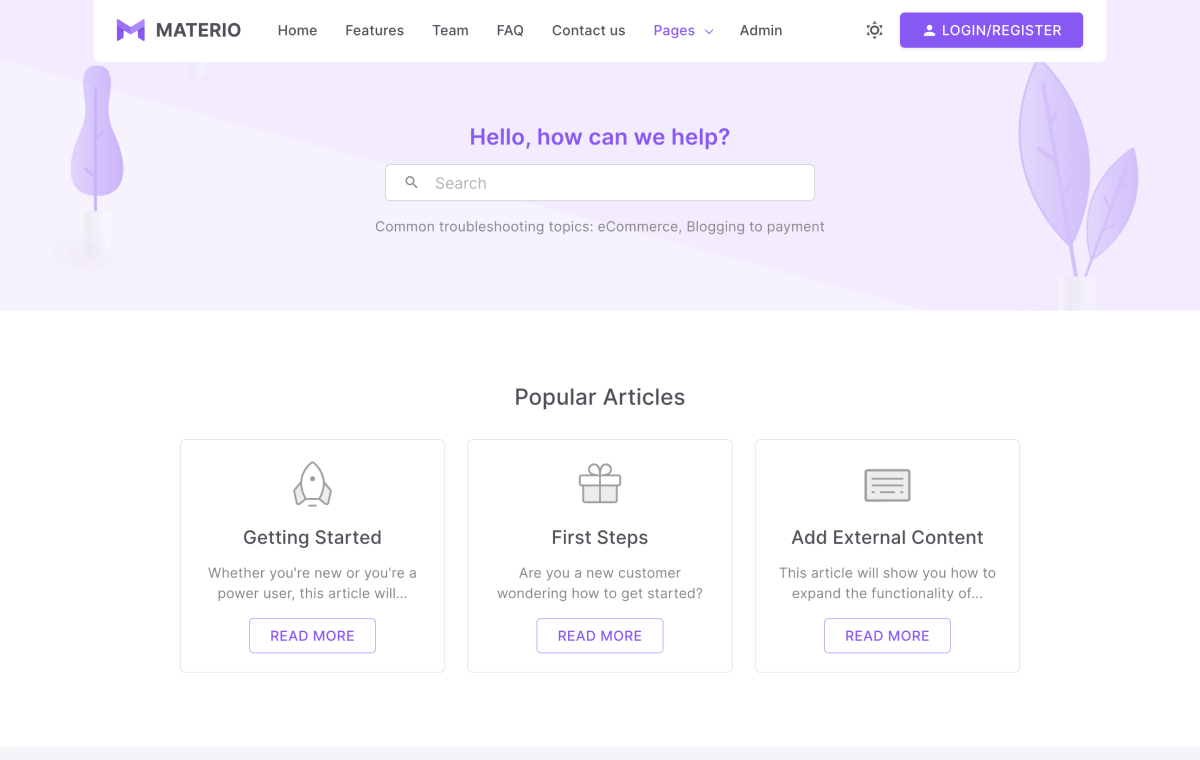 MATERIO Home Features Team FAQ Contact us Pages Admin LOGIN/REGISTER
Hello, how can we help?
Search
Common troubleshooting topics: eCommerce, Blogging to payment
Popular Articles
Getting Started
Whether you're new or you're a
power user, this article will...
READ MORE
First Steps
Are you a new customer
wondering how to get started?
READ MORE
Add External Content
This article will show you how to
expand the functionality of...
READ MORE